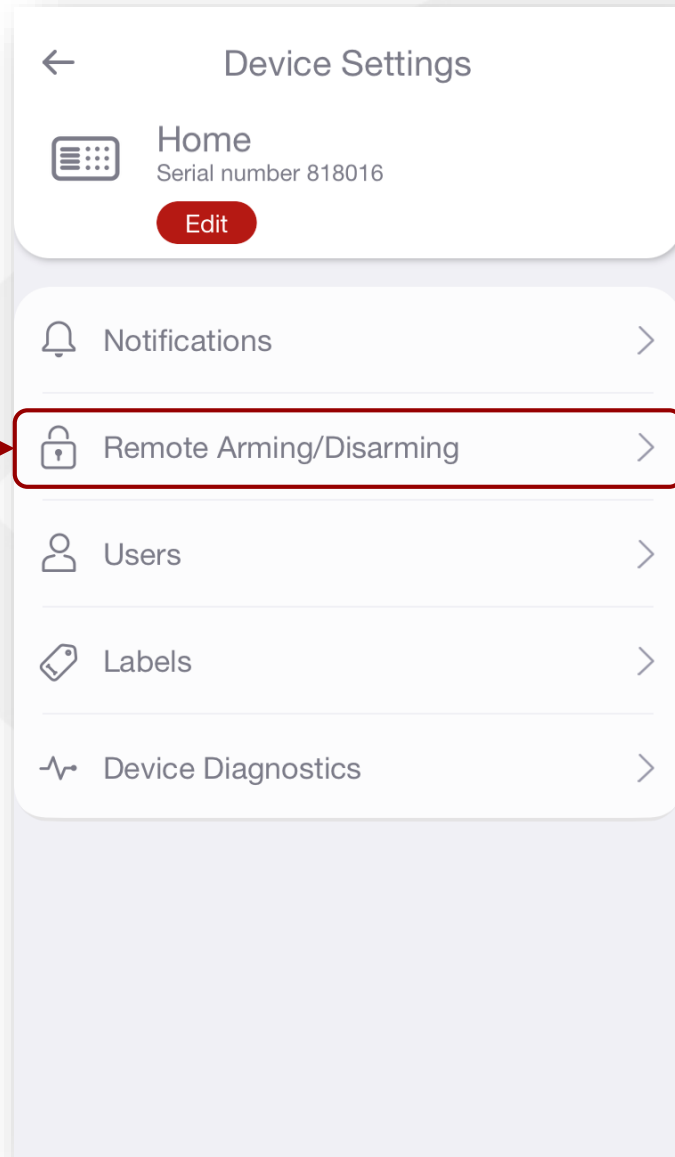 Device Settings
Home
Serial number 818016
Edit
Notifications
Remote Arming/Disarming
Users
Labels
Device Diagnostics